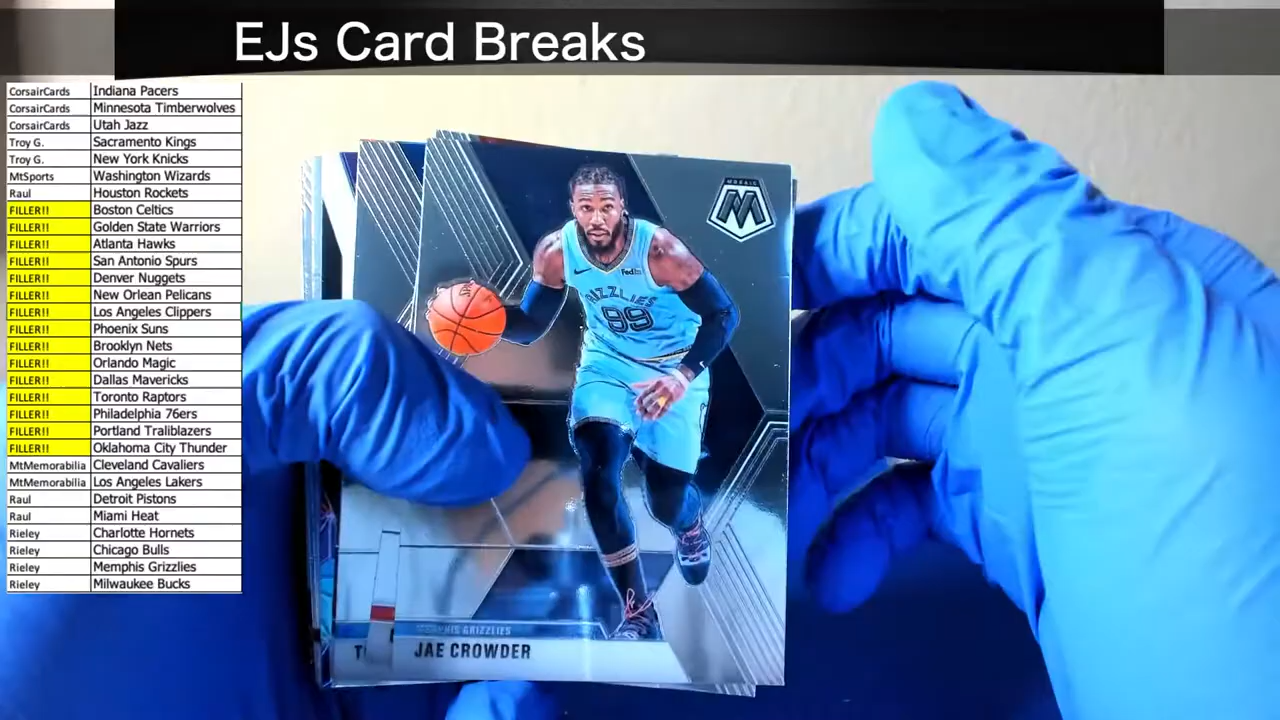 EJs Card Breaks
CorsairCards Indiana Pacers
CorsairCards Minnesota Timberwolves
CorsairCards Utah Jazz
Troy G. Sacramento Kings
Troy G. New York Knicks
MtSports Washington Wizards
Raul Houston Rockets
FILLER!! Boston Celtics
FILLER!! Golden State Warriors
FILLER!! Atlanta Hawks
FILLER!! San Antonio Spurs
FILLER!! Denver Nuggets
FILLER!! New Orlean Pelicans
FILLER!! Los Angeles Clippers
FILLER!! Phoenix Suns
FILLER!! Brooklyn Nets
FILLER!! Orlando Magic
FILLER!! Dallas Mavericks
FILLER!! Toronto Raptors
FILLER!! Philadelphia 76ers
FILLER!! Portland Traliblazers
FILLER!! Oklahoma City Thunder
MtMemorabilia Cleveland Cavaliers
MtMemorabilia Los Angeles Lakers
Raul Detroit Pistons
Raul Miami Heat
Rieley Charlotte Hornets
Rieley Chicago Bulls
Rieley Memphis Grizzlies
Rieley Milwaukee Bucks
MOSAIC
M
FedEx
GRIZZLIES
99
MEMPHIS GRIZZLIES
JAE CROWDER